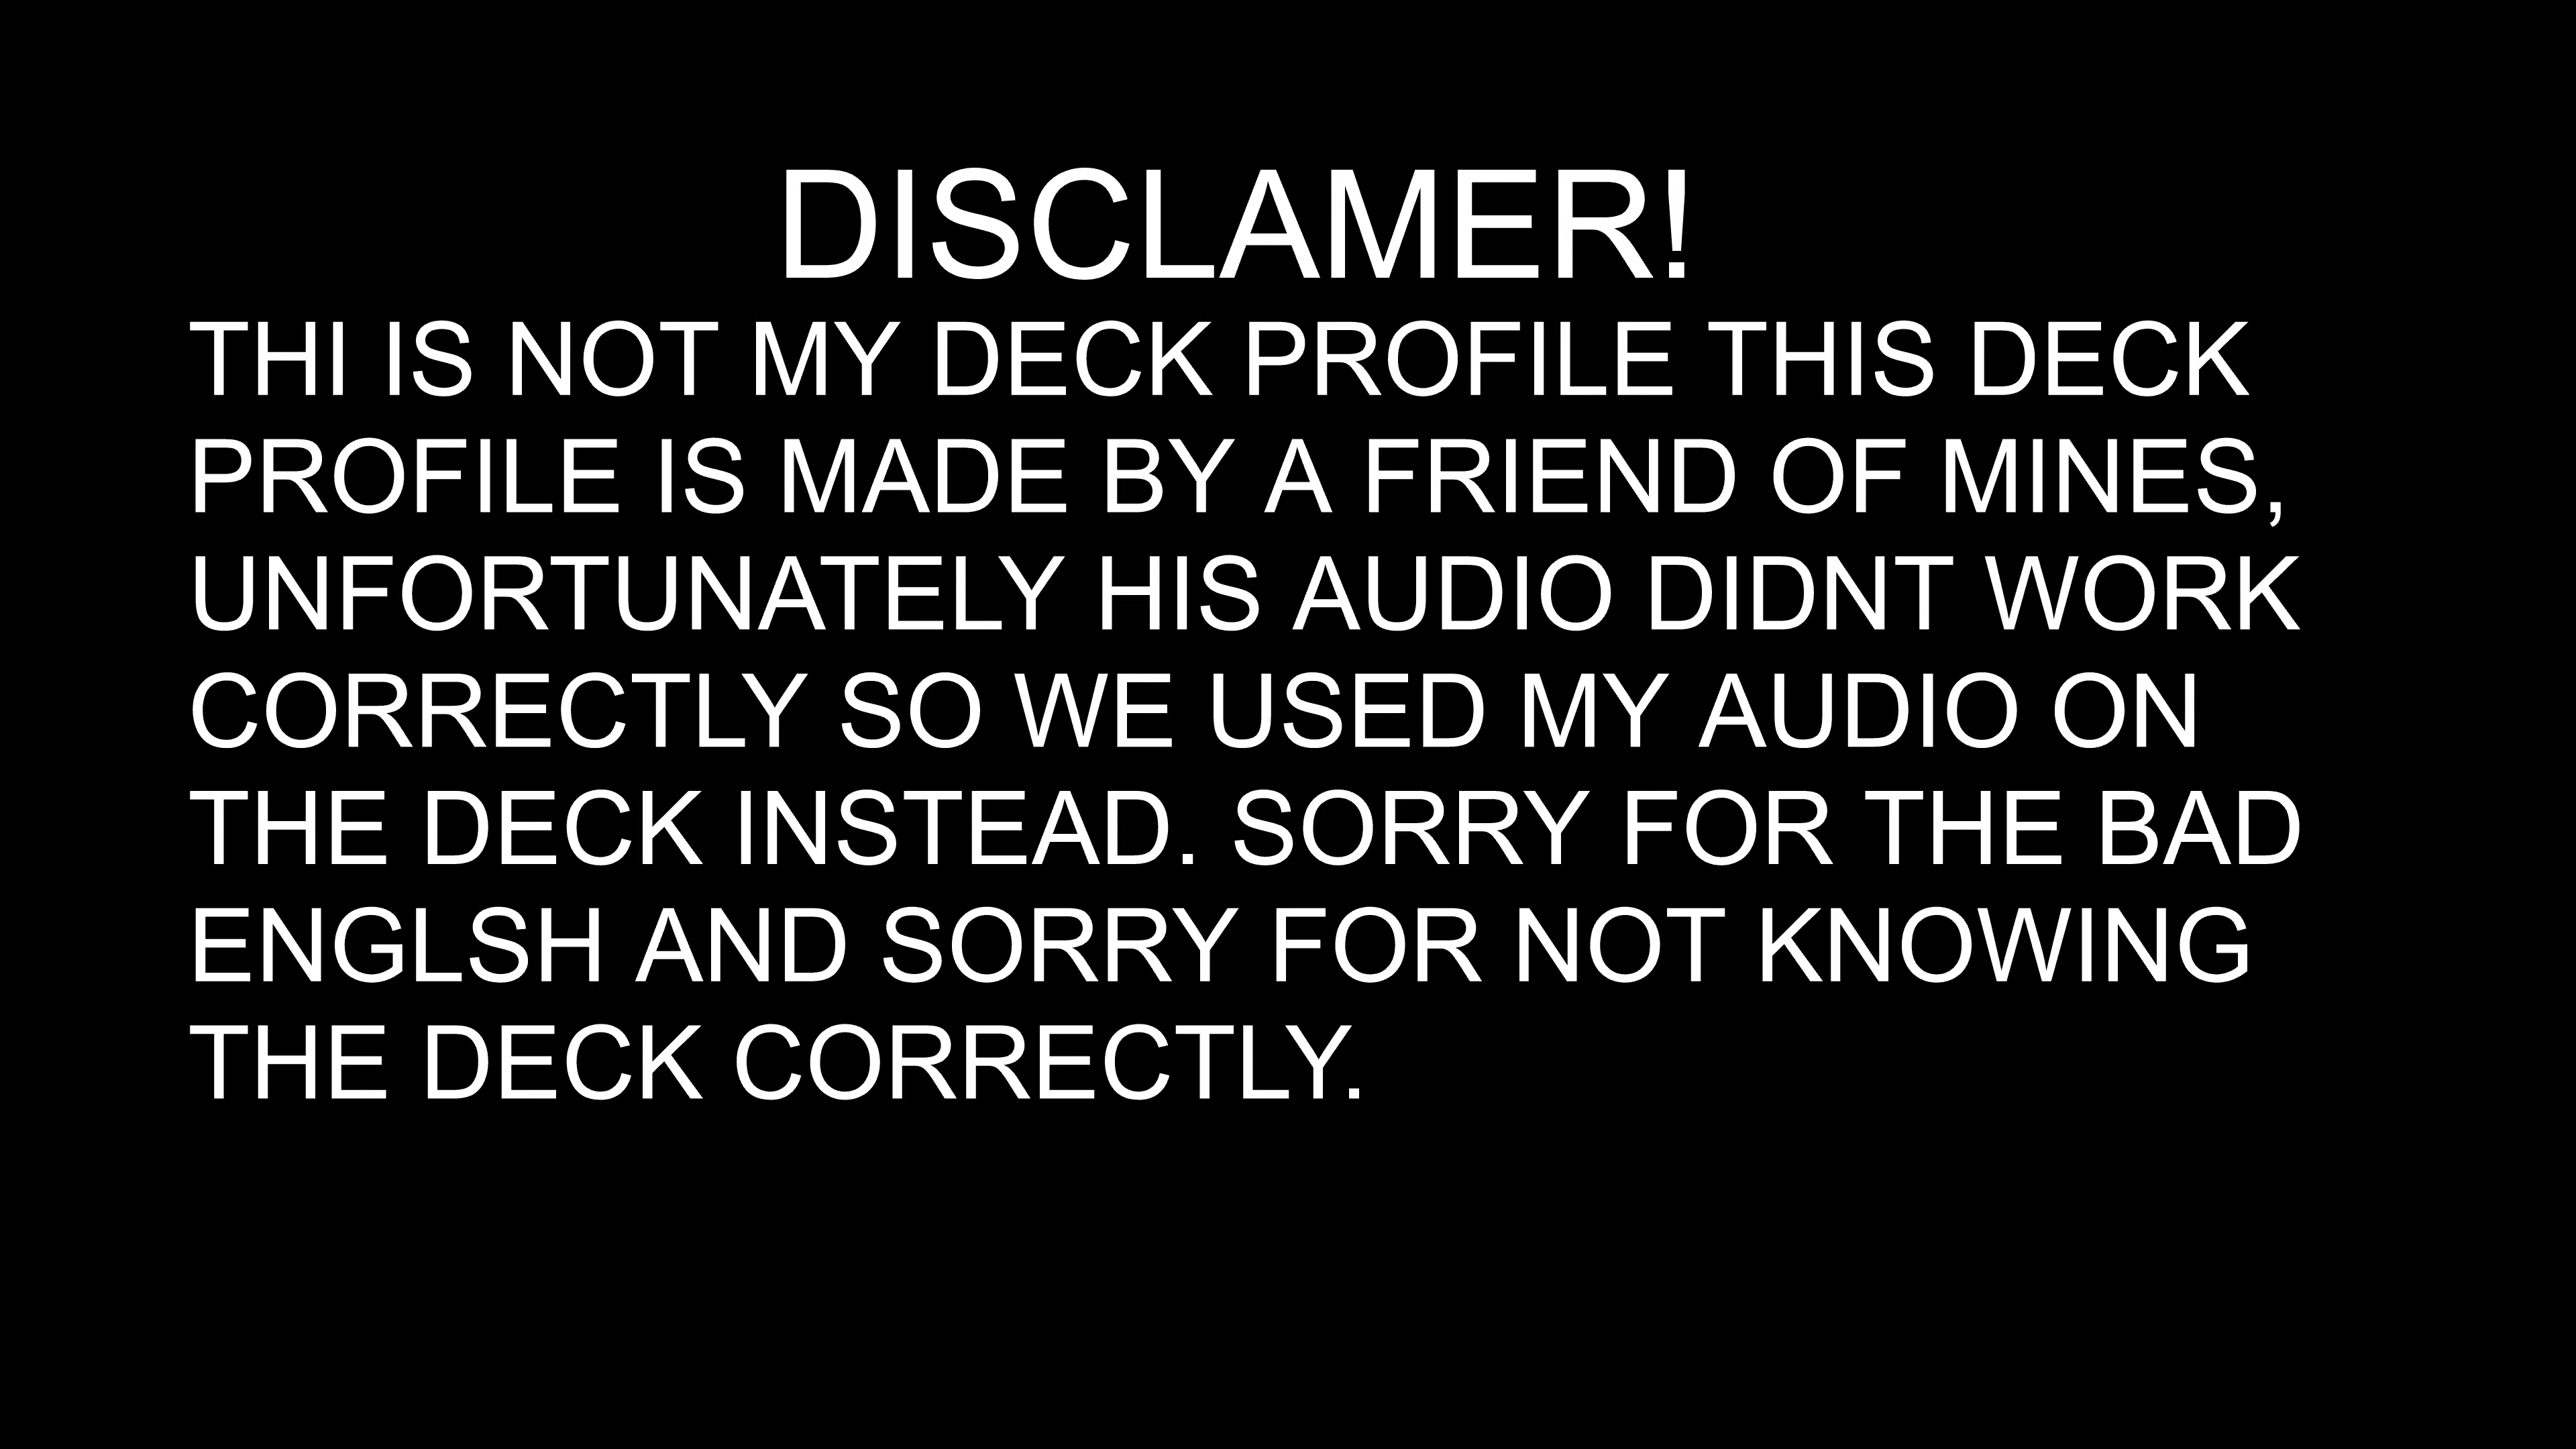 DISCLAMER!
THI IS NOT MY DECK PROFILE THIS DECK
PROFILE IS MADE BY A FRIEND OF MINES,
UNFORTUNATELY HIS AUDIO DIDNT WORK
CORRECTLY SO WE USED MY AUDIO ON
THE DECK INSTEAD. SORRY FOR THE BAD
ENGLSH AND SORRY FOR NOT KNOWING
THE DECK CORRECTLY.